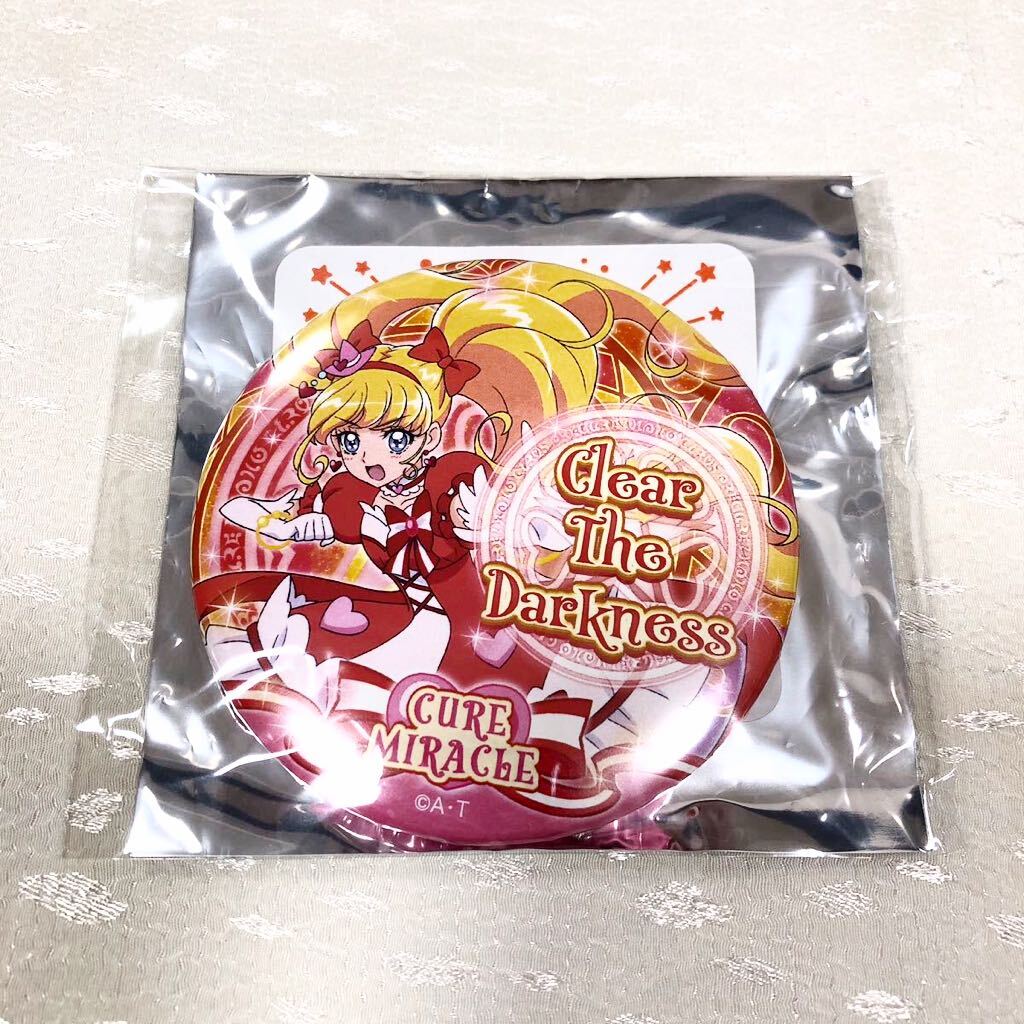 Clear
The
Darkness
CURE
MIRACLE
©A・T